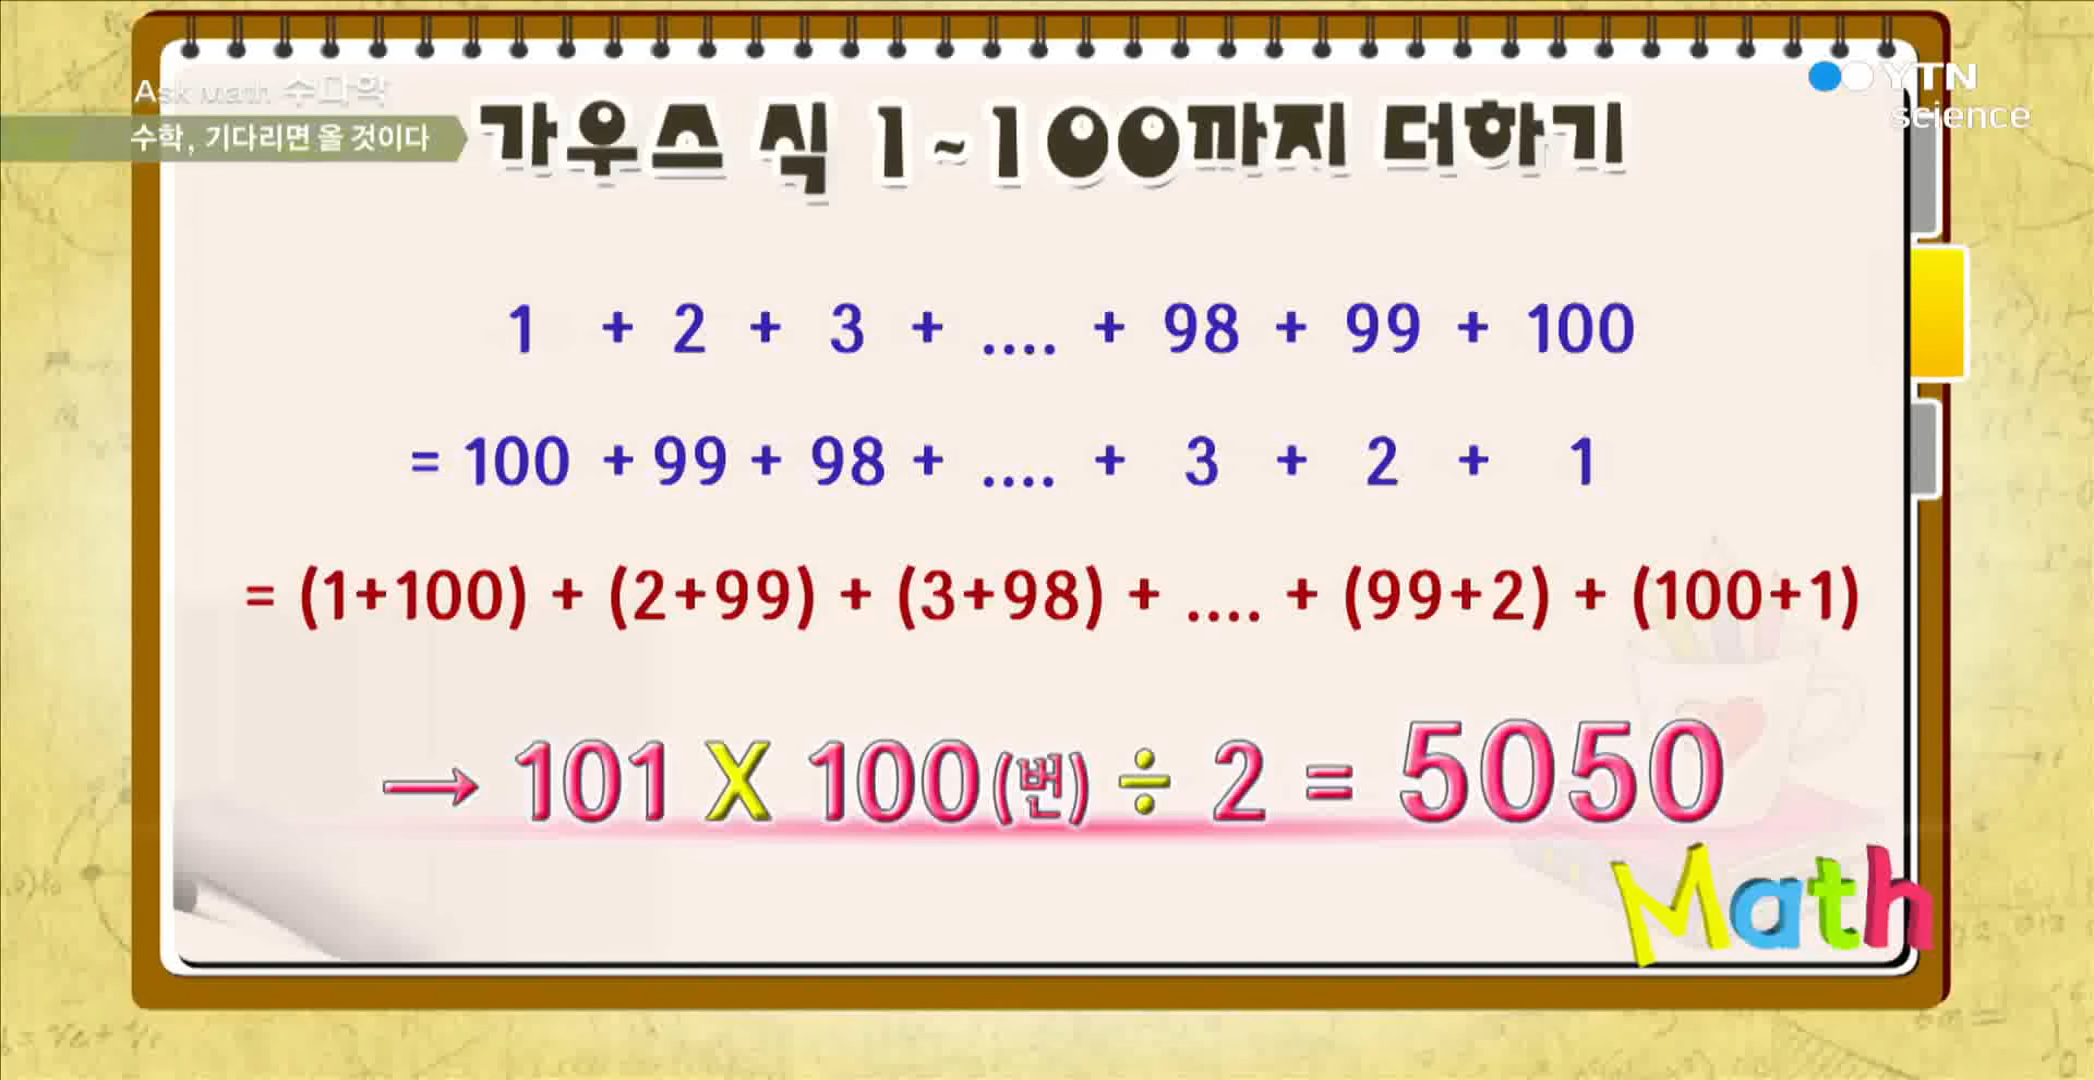 Ask Math 수다학
수학, 기다리면 올 것이다
YTN
science
가우스 식 1~100까지 더하기
1 + 2 + 3 + .... + 98 + 99 + 100
= 100 + 99 + 98 + .... + 3 + 2 + 1
= (1+100) + (2+99) + (3+98) + .... + (99+2) + (100+1)
→ 101 X 100(번) ÷ 2 = 5050
Math